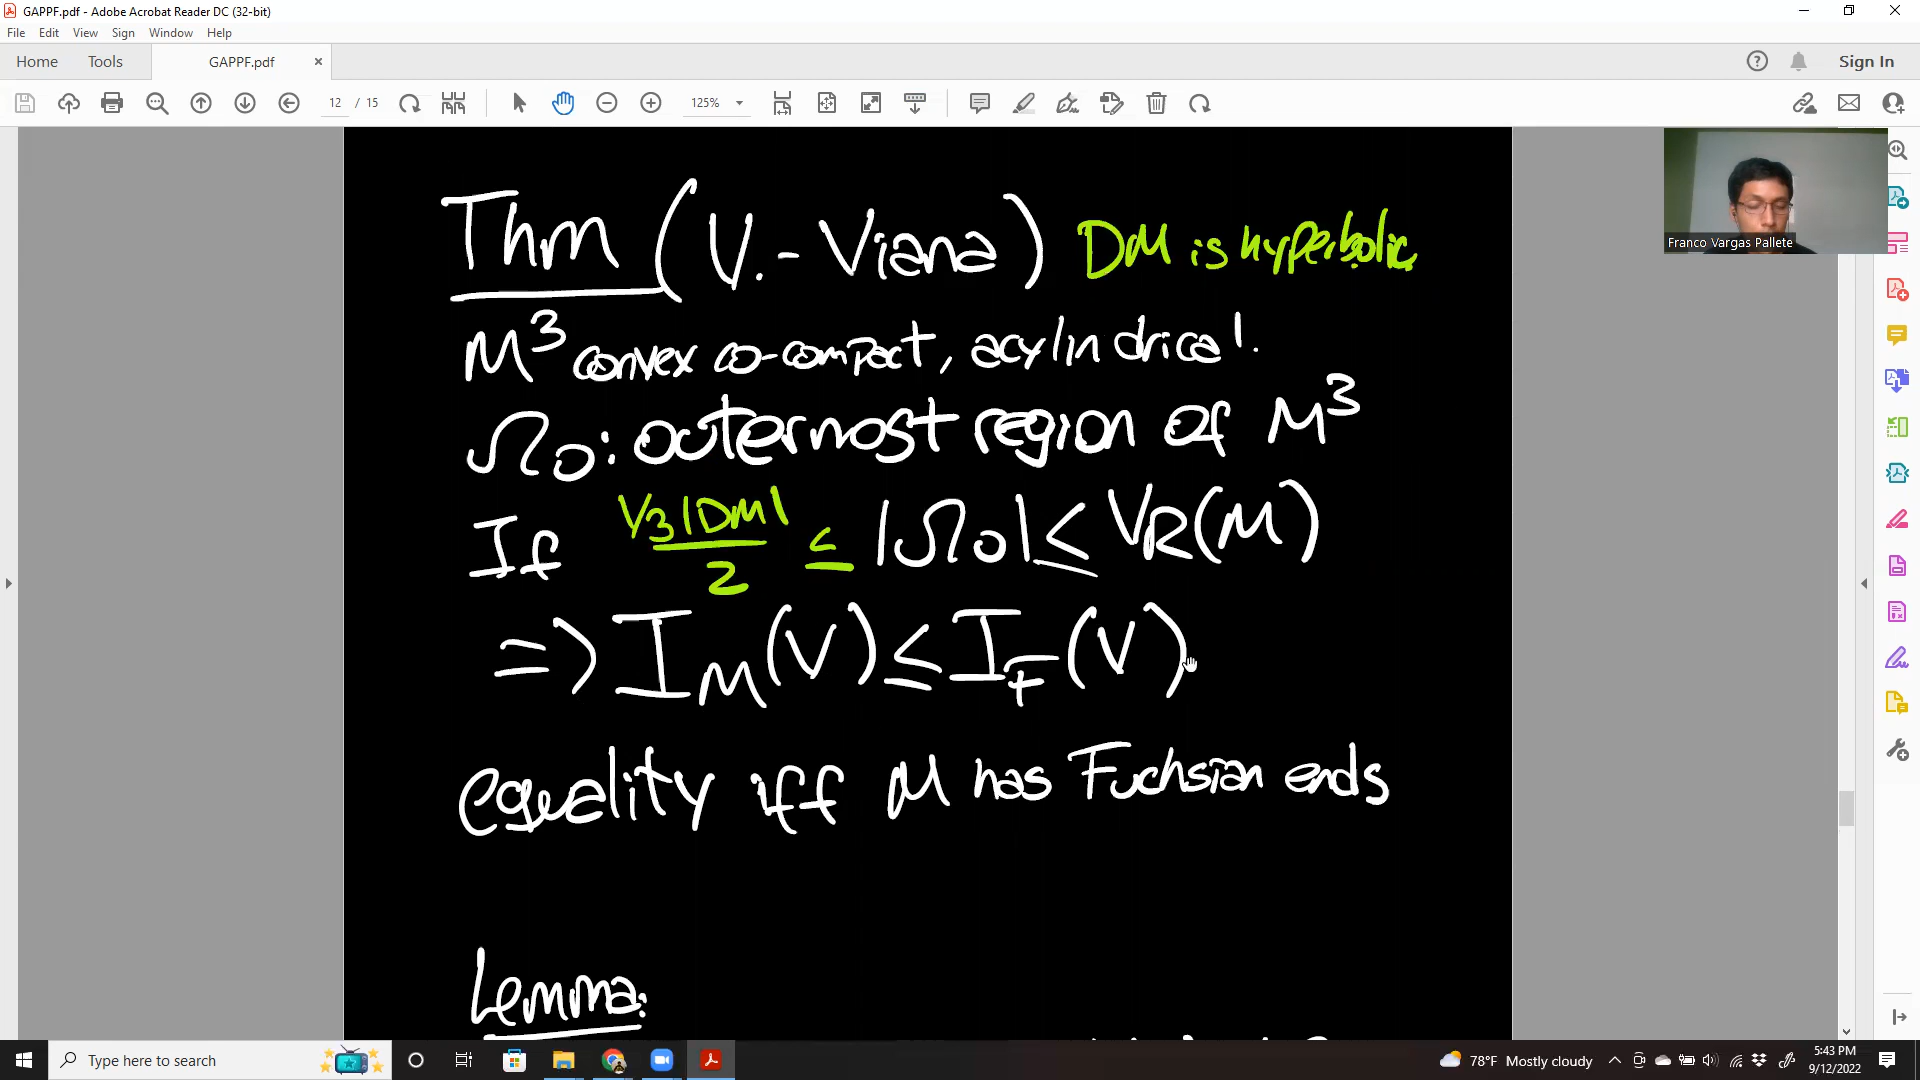 GAPPF.pdf - Adobe Acrobat Reader DC (32-bit)
File Edit View Sign Window Help
Home Tools GAPPF.pdf × Sign In
12 / 15 125%
Franco Vargas Pallete
Thm (V. - Viana) DM is hyperbolic
M³ convex co-compact, acylindrical.
Ω₀: outermost region of M³
If V₃|DM|/2 ≤ |Ω₀| ≤ V_R(M)
=> I_M(V) ≤ I_F(V)
equality iff M has Fuchsian ends
Lemma:
Type here to search 78°F Mostly cloudy 5:43 PM
9/12/2022